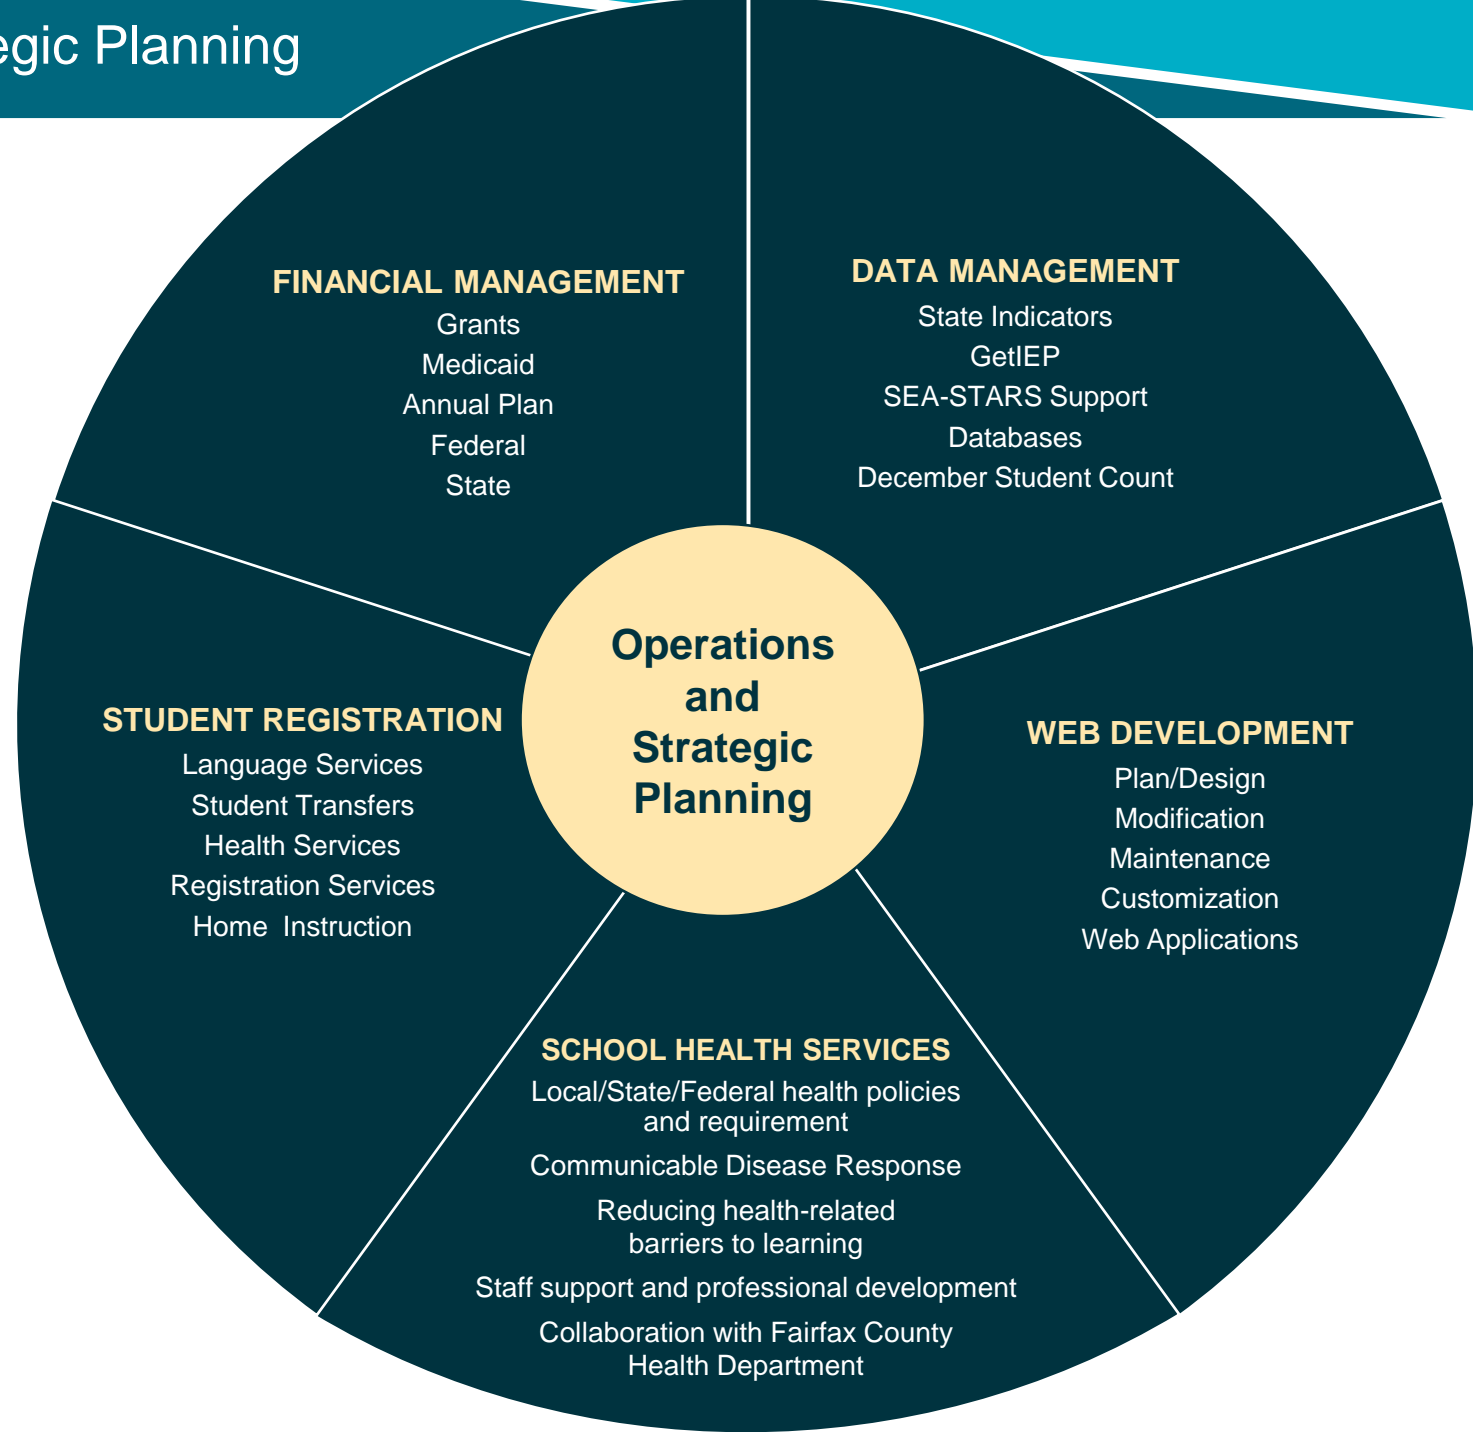 egic Planning
FINANCIAL MANAGEMENT
Grants
Medicaid
Annual Plan
Federal
State
DATA MANAGEMENT
State Indicators
GetIEP
SEA-STARS Support
Databases
December Student Count
Operations
and
Strategic
Planning
STUDENT REGISTRATION
Language Services
Student Transfers
Health Services
Registration Services
Home Instruction
WEB DEVELOPMENT
Plan/Design
Modification
Maintenance
Customization
Web Applications
SCHOOL HEALTH SERVICES
Local/State/Federal health policies
and requirement
Communicable Disease Response
Reducing health-related
barriers to learning
Staff support and professional development
Collaboration with Fairfax County
Health Department